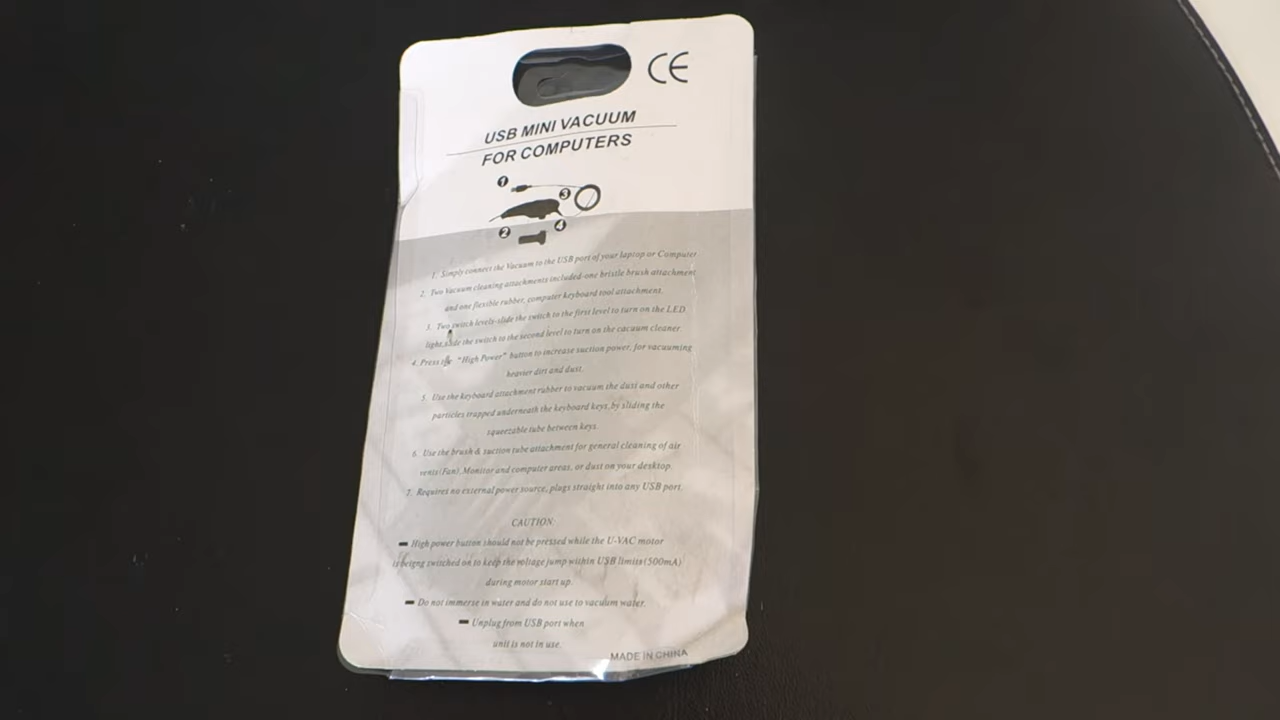 CE
USB MINI VACUUM
FOR COMPUTERS
1
3
2
4
1. Simply connect the Vacuum to the USB port of your laptop or Computer
2. Two Vacuum cleaning attachments included-one bristle brush attachment
and one flexible rubber, computer keyboard tool attachment.
3. Two switch levels-slide the switch to the first level to turn on the LED
light,slide the switch to the second level to turn on the vacuum cleaner.
4. Press the "High Power" button to increase suction power, for vacuuming
heavier dirt and dust.
5. Use the keyboard attachment rubber to vacuum the dust and other
particles trapped underneath the keyboard keys, by sliding the
squeezable tube between keys.
6. Use the brush & suction tube attachment for general cleaning of air
vents(Fan), Monitor and computer areas, or dust on your desktop.
7. Requires no external power source, plugs straight into any USB port.
CAUTION:
High power button should not be pressed while the U-VAC motor
is beigng switched on to keep the voltage jump within USB limits(500mA)
during motor start up.
Do not immerse in water and do not use to vacuum water.
Unplug from USB port when
unit is not in use.
MADE IN CHINA